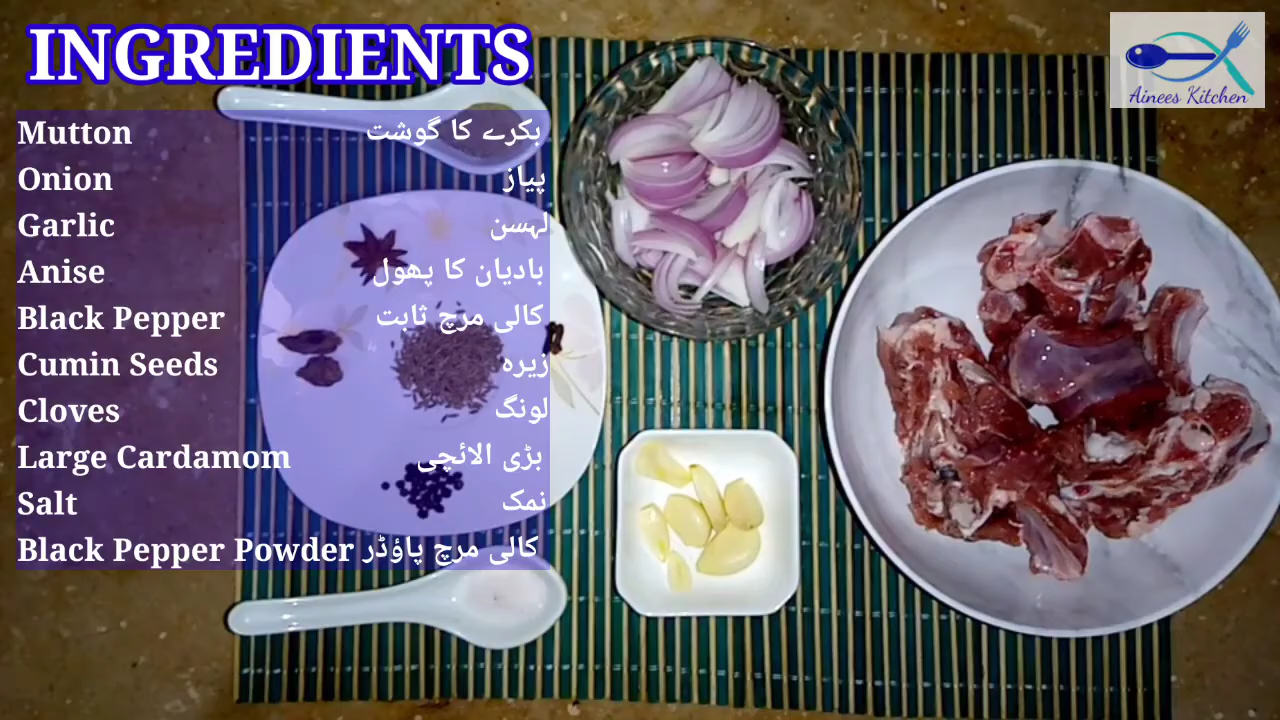 INGREDIENTS
Mutton بکرے کا گوشت
Onion پیاز
Garlic لہسن
Anise بادیان کا پھول
Black Pepper کالی مرچ ثابت
Cumin Seeds زیرہ
Cloves لونگ
Large Cardamom بڑی الائچی
Salt نمک
Black Pepper Powder کالی مرچ پاؤڈر
Ainees Kitchen